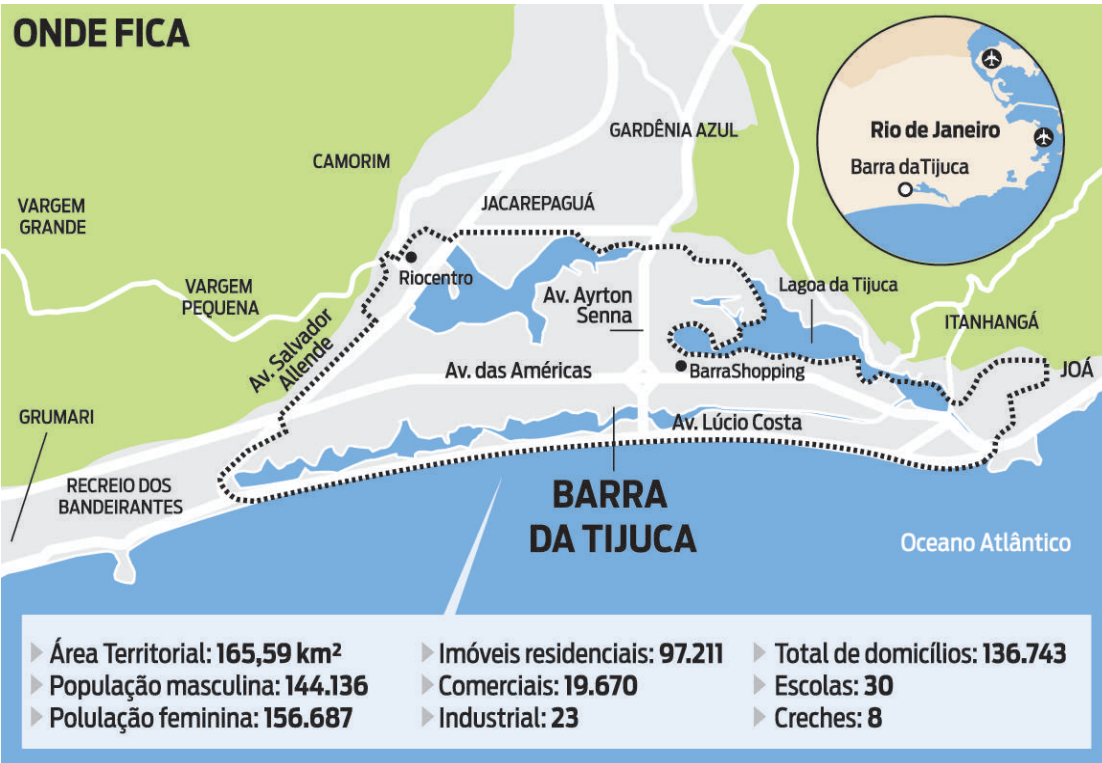 ONDE FICA
GARDÊNIA AZUL
CAMORIM
Rio de Janeiro
Barra daTijuca
VARGEM
GRANDE
JACAREPAGUÁ
Riocentro
VARGEM
PEQUENA
Av. Ayrton
Senna
Lagoa da Tijuca
ITANHANGÁ
Av. Salvador
Allende
Av. das Américas
BarraShopping
JOÁ
GRUMARI
Av. Lúcio Costa
RECREIO DOS
BANDEIRANTES
BARRA
DA TIJUCA
Oceano Atlântico
Área Territorial: 165,59 km²
População masculina: 144.136
Polulação feminina: 156.687
Imóveis residenciais: 97.211
Comerciais: 19.670
Industrial: 23
Total de domicílios: 136.743
Escolas: 30
Creches: 8